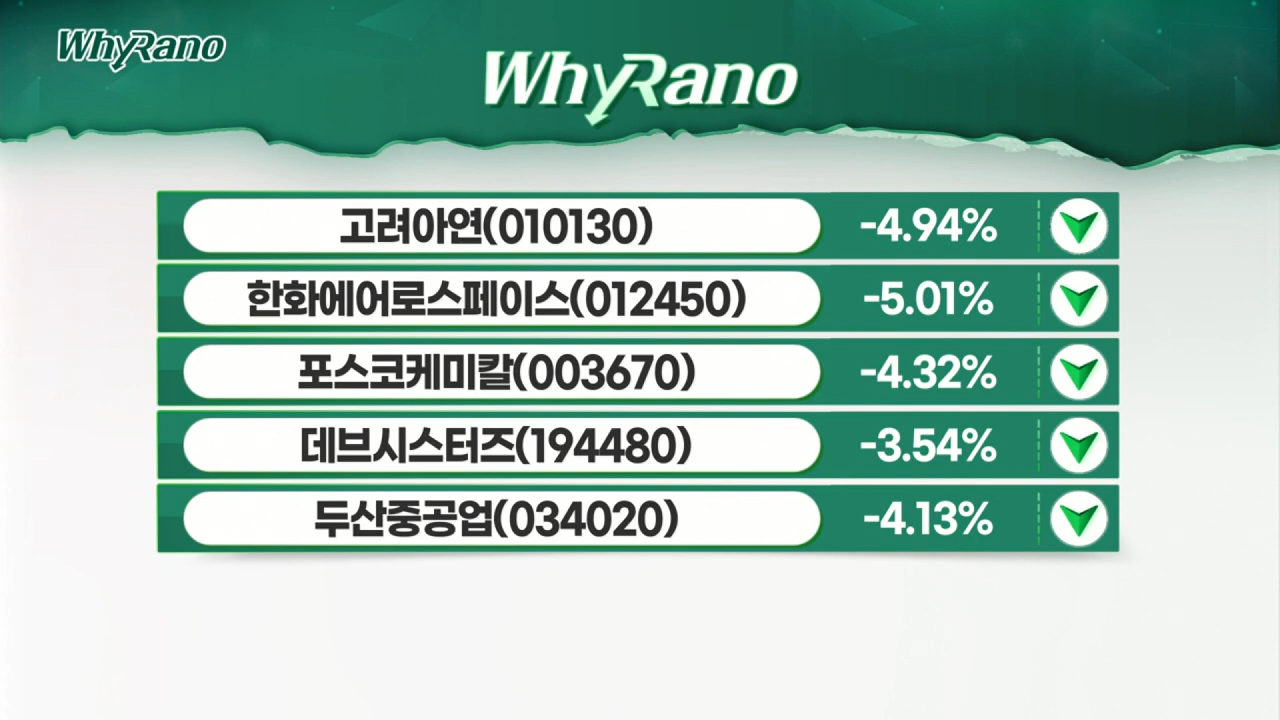 WhyRano
WhyRano
고려아연(010130) -4.94%
한화에어로스페이스(012450) -5.01%
포스코케미칼(003670) -4.32%
데브시스터즈(194480) -3.54%
두산중공업(034020) -4.13%